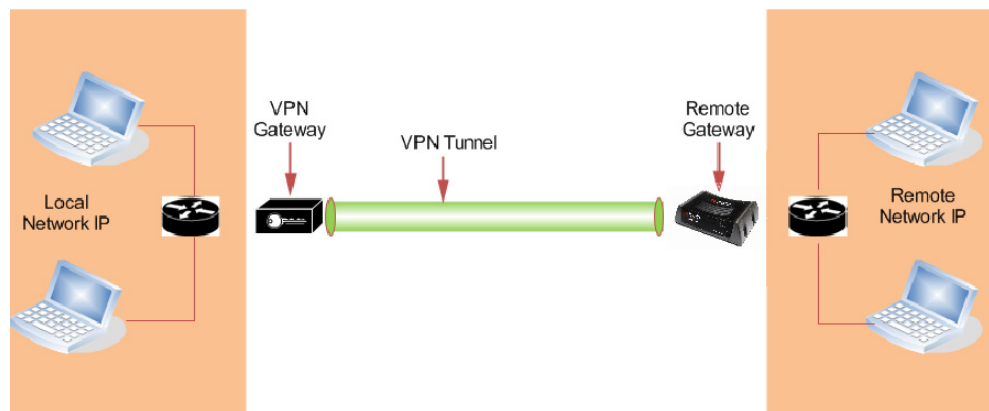 VPN
Gateway
VPN Tunnel
Remote
Gateway
Local
Network IP
Remote
Network IP